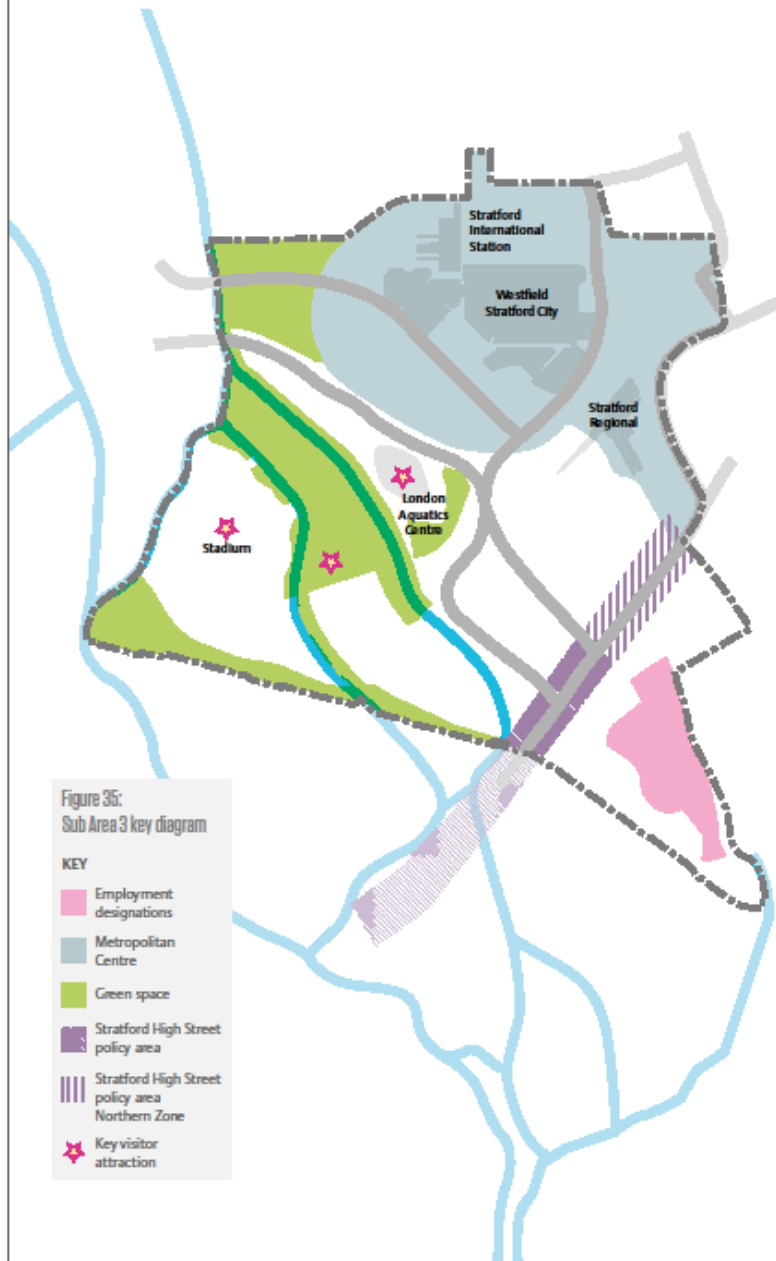 Stratford
International
Station
Westfield
Stratford City
Stratford
Regional
London
Aquatics
Centre
Stadium
Figure 35:
Sub Area 3 key diagram
KEY
Employment
designations
Metropolitan
Centre
Green space
Stratford High Street
policy area
Stratford High Street
policy area
Northern Zone
Key visitor
attraction